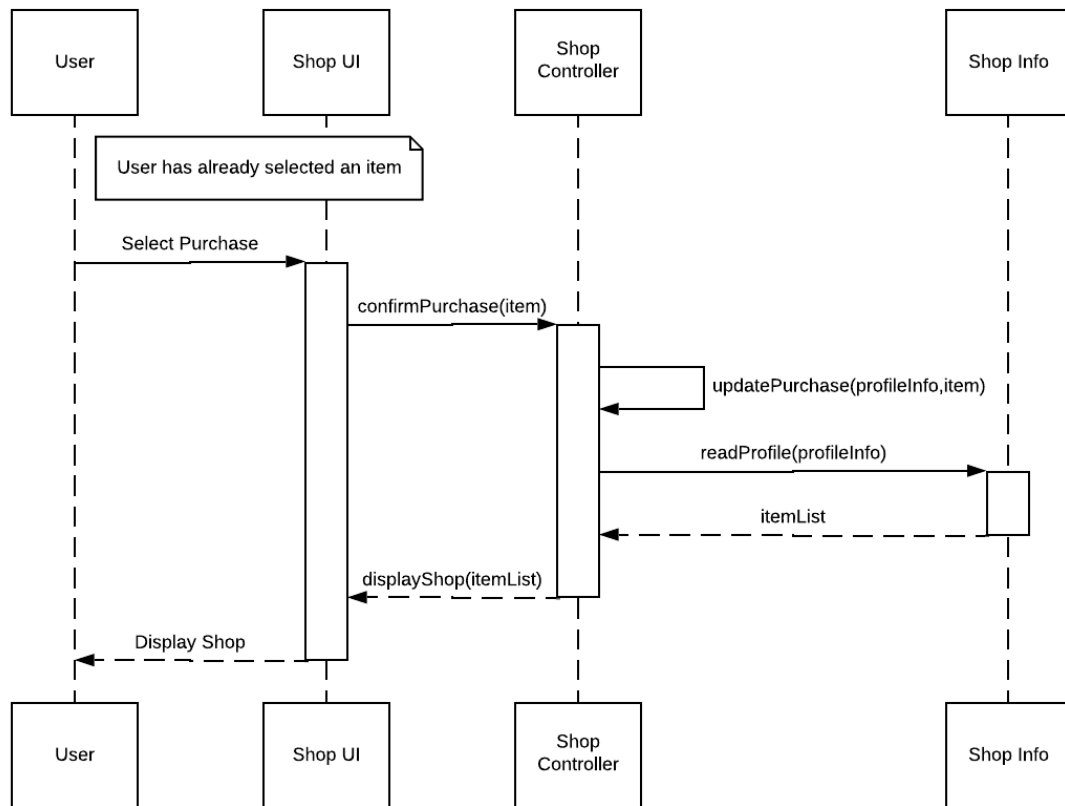 User
Shop UI
Shop
Controller
Shop Info
User has already selected an item
Select Purchase
confirmPurchase(item)
updatePurchase(profileInfo,item)
readProfile(profileInfo)
itemList
displayShop(itemList)
Display Shop
User
Shop UI
Shop
Controller
Shop Info